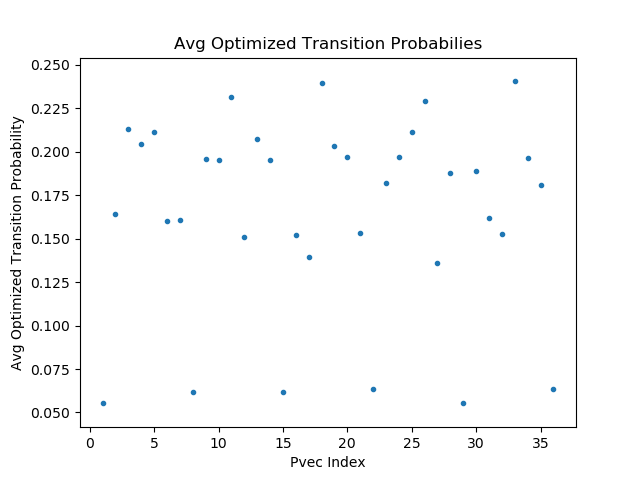 Avg Optimized Transition Probabilies
0.250
0.225
0.200
0.175
0.150
0.125
0.100
0.075
0.050
Avg Optimized Transition Probability
0 5 10 15 20 25 30 35
Pvec Index